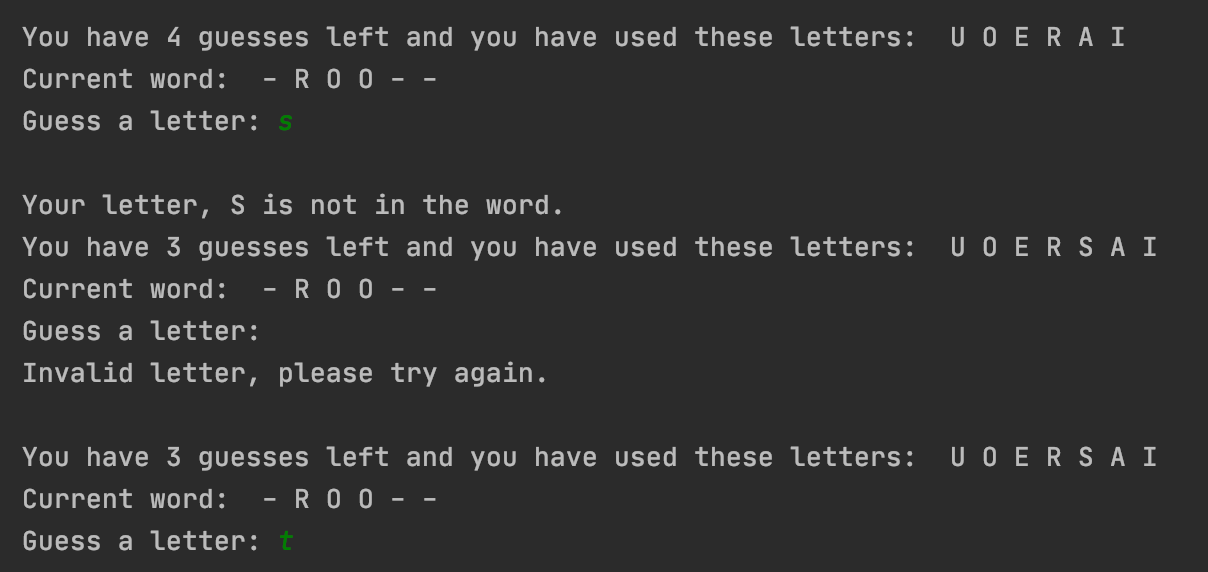 You have 4 guesses left and you have used these letters:  U O E R A I
Current word:  - R O O - -
Guess a letter: s
Your letter, S is not in the word.
You have 3 guesses left and you have used these letters:  U O E R S A I
Current word:  - R O O - -
Guess a letter:
Invalid letter, please try again.
You have 3 guesses left and you have used these letters:  U O E R S A I
Current word:  - R O O - -
Guess a letter: t